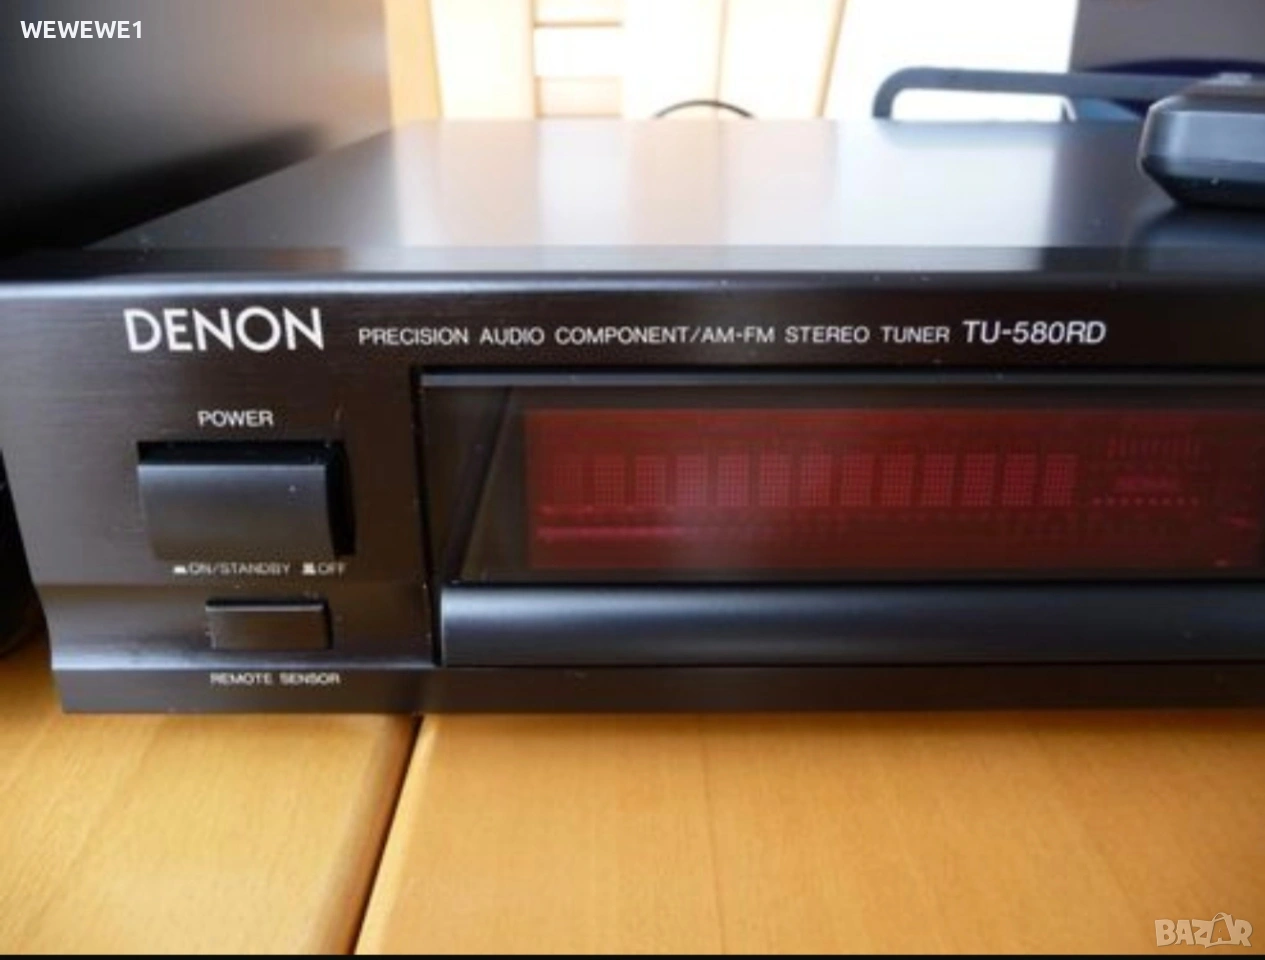 WEWEWE1
DENON PRECISION AUDIO COMPONENT/AM-FM STEREO TUNER TU-580RD
POWER
ON/STANDBY OFF
REMOTE SENSOR
BAZAR